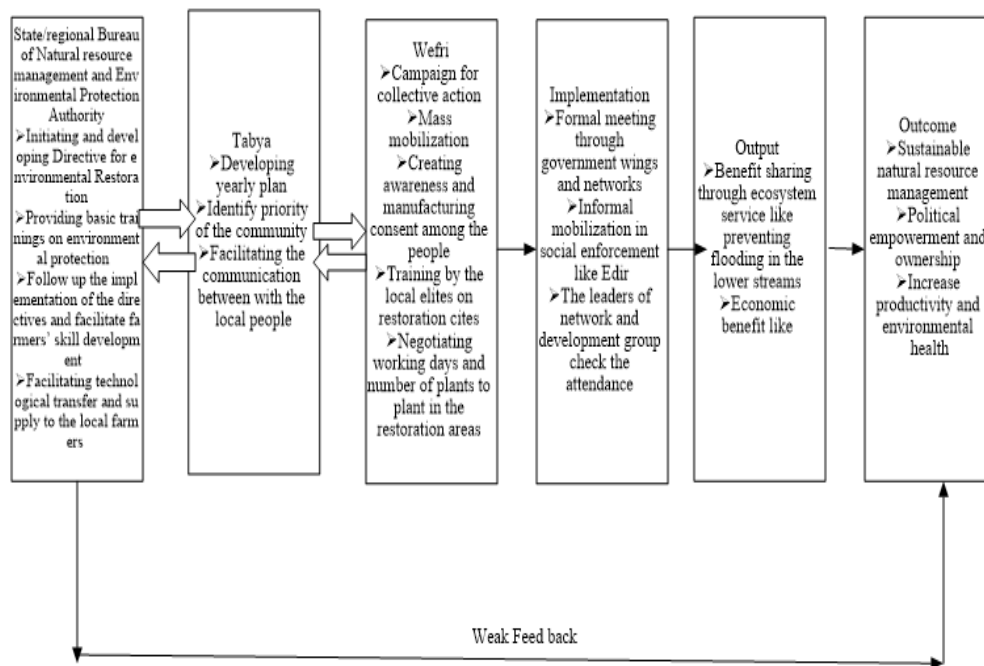 State/regional Bureau
of Natural resource
management and Env
ironmental Protection
Authority
➤Initiating and devel
oping Directive for e
nvironmental Restora
tion
➤Providing basic trai
nings on environment
al protection
➤Follow up the impl
ementation of the dire
ctives and facilitate fa
rmers' skill developm
ent
➤Facilitating technol
ogical transfer and su
pply to the local farm
ers
Tabya
➤Developing
yearly plan
➤Identify priority
of the community
➤Facilitating the
communication
between with the
local people
Wefri
➤Campaign for
collective action
➤Mass
mobilization
➤Creating
awareness and
manufacturing
consent among the
people
➤Training by the
local elites on
restoration cites
➤Negotiating
working days and
number of plants to
plant in the
restoration areas
Implementation
➤Formal meeting
through
government wings
and networks
➤Informal
mobilization in
social enforcement
like Edir
➤The leaders of
network and
development group
check the
attendance
Output
➤Benefit sharing
through ecosystem
service like
preventing
flooding in the
lower streams
➤Economic
benefit like
Outcome
➤Sustainable
natural resource
management
➤Political
empowerment and
ownership
➤Increase
productivity and
environmental
health
Weak Feed back